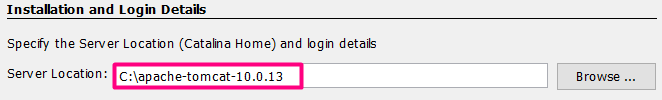 Installation and Login Details
Specify the Server Location (Catalina Home) and login details
Server Location: C:\apache-tomcat-10.0.13 Browse ...